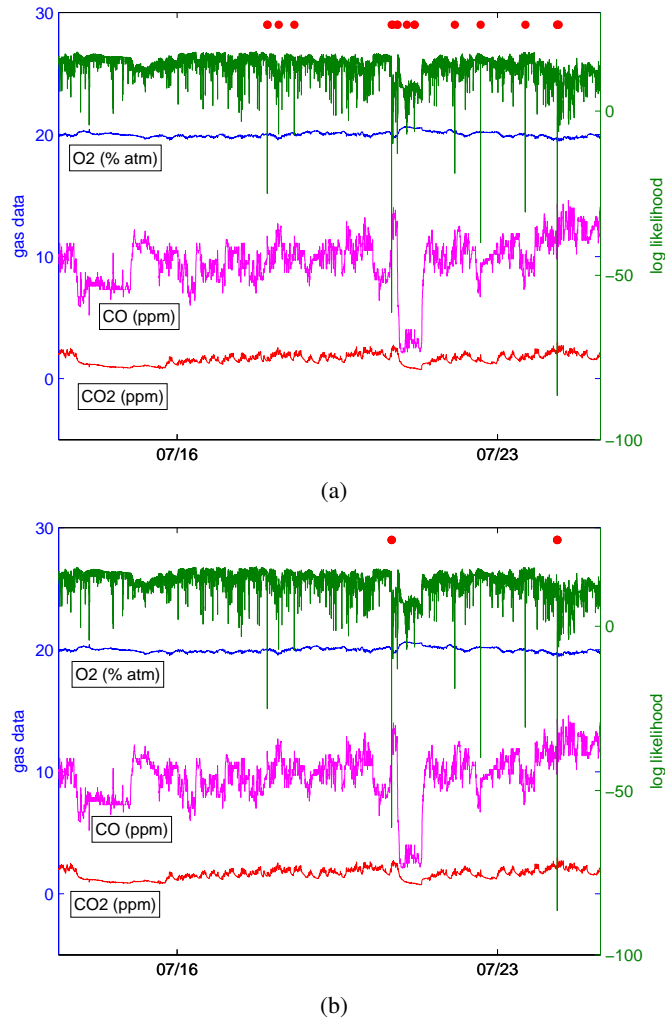 30
20
10
0
gas data
0
−50
−100
log likelihood
O2 (% atm)
CO (ppm)
CO2 (ppm)
07/16
07/23
(a)
30
20
10
0
gas data
0
−50
−100
log likelihood
O2 (% atm)
CO (ppm)
CO2 (ppm)
07/16
07/23
(b)